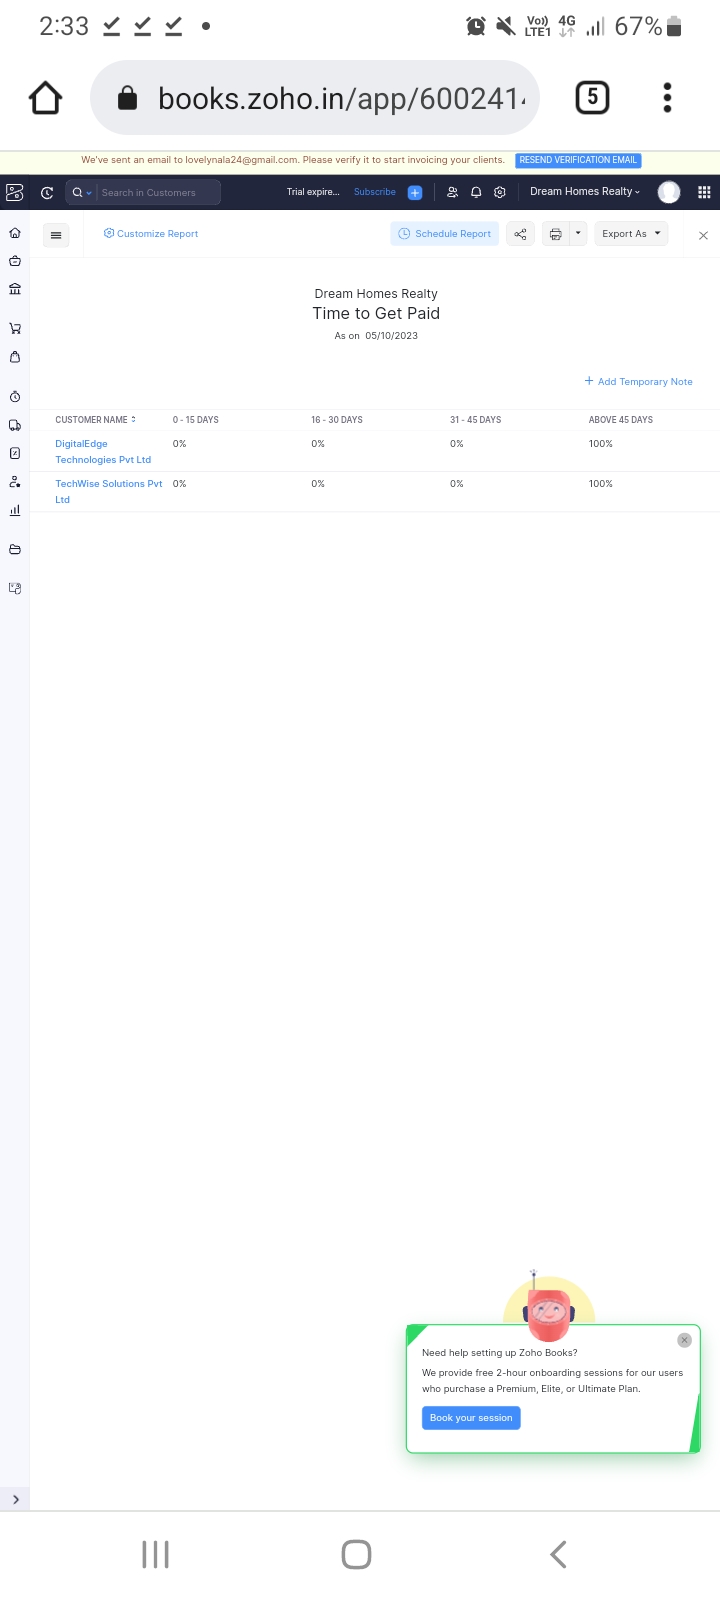 2:33
Vo)) LTE1 4G 67%
books.zoho.in/app/600241
5
We've sent an email to lovelynala24@gmail.com. Please verify it to start invoicing your clients. RESEND VERIFICATION EMAIL
Search in Customers Trial expire... Subscribe Dream Homes Realty
Customize Report Schedule Report Export As
Dream Homes Realty
Time to Get Paid
As on 05/10/2023
+ Add Temporary Note
CUSTOMER NAME 0 - 15 DAYS 16 - 30 DAYS 31 - 45 DAYS ABOVE 45 DAYS
DigitalEdge Technologies Pvt Ltd 0% 0% 0% 100%
TechWise Solutions Pvt Ltd 0% 0% 0% 100%
Need help setting up Zoho Books?
We provide free 2-hour onboarding sessions for our users
who purchase a Premium, Elite, or Ultimate Plan.
Book your session